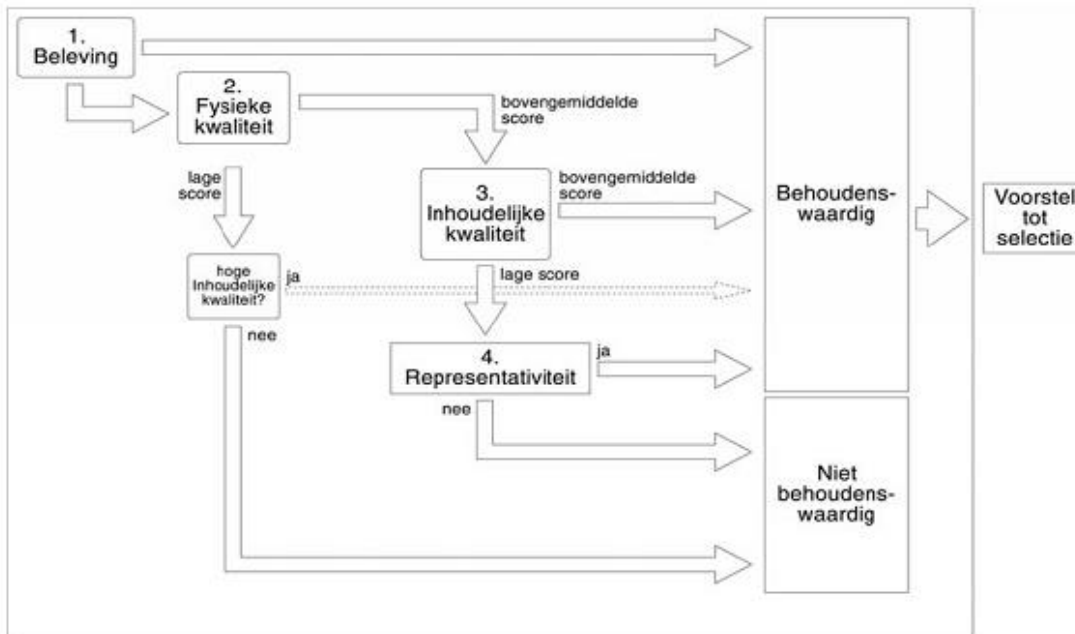 1.
Beleving
2.
Fysieke
kwaliteit
bovengemiddelde
score
lage
score
3.
Inhoudelijke
kwaliteit
bovengemiddelde
score
Behoudens-
waardig
Voorstel
tot
selectie
hoge
Inhoudelijke
kwaliteit?
ja
lage score
nee
4.
Representativiteit
ja
nee
Niet
behoudens-
waardig